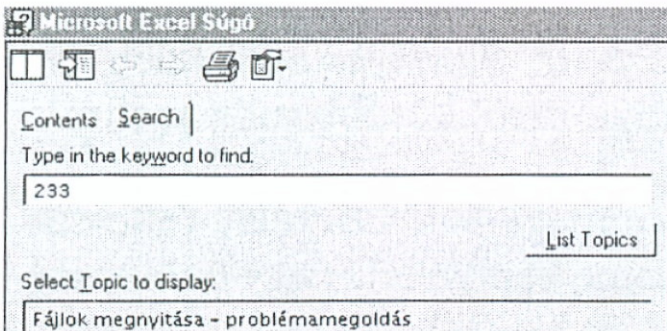 Microsoft Excel Súgó
Contents Search
Type in the keyword to find:
233
List Topics
Select Topic to display:
Fájlok megnyitása - problémamegoldás